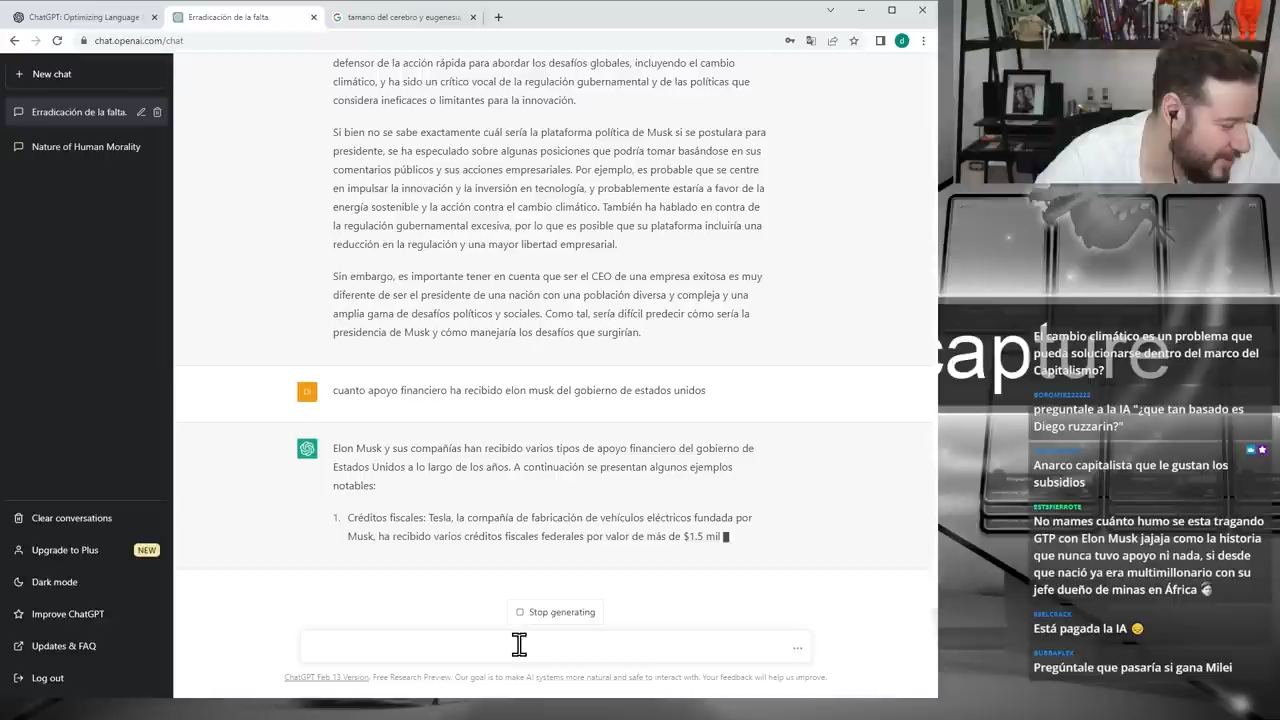 ChatGPT: Optimizing Language
Erradicación de la falta.
tamano del cerebro y eugenesu
chat.openai.com/chat
d
New chat
Erradicación de la falta.
Nature of Human Morality
Clear conversations
Upgrade to Plus
NEW
Dark mode
Improve ChatGPT
Updates & FAQ
Log out
defensor de la acción rápida para abordar los desafíos globales, incluyendo el cambio
climático, y ha sido un crítico vocal de la regulación gubernamental y de las políticas que
considera ineficaces o limitantes para la innovación.
Si bien no se sabe exactamente cuál sería la plataforma política de Musk si se postulara para
presidente, se ha especulado sobre algunas posiciones que podría tomar basándose en sus
comentarios públicos y sus acciones empresariales. Por ejemplo, es probable que se centre
en impulsar la innovación y la inversión en tecnología, y probablemente estaría a favor de la
energía sostenible y la acción contra el cambio climático. También ha hablado en contra de
la regulación gubernamental excesiva, por lo que es posible que su plataforma incluiría una
reducción en la regulación y una mayor libertad empresarial.
Sin embargo, es importante tener en cuenta que ser el CEO de una empresa exitosa es muy
diferente de ser el presidente de una nación con una población diversa y compleja y una
amplia gama de desafíos políticos y sociales. Como tal, sería difícil predecir cómo sería la
presidencia de Musk y cómo manejaría los desafíos que surgirían.
DI
cuanto apoyo financiero ha recibido elon musk del gobierno de estados unidos
Elon Musk y sus compañías han recibido varios tipos de apoyo financiero del gobierno de
Estados Unidos a lo largo de los años. A continuación se presentan algunos ejemplos
notables:
1. Créditos fiscales: Tesla, la compañía de fabricación de vehículos eléctricos fundada por
Musk, ha recibido varios créditos fiscales federales por valor de más de $1.5 mil
Stop generating
ChatGPT Feb 13 Version. Free Research Preview. Our goal is to make AI systems more natural and safe to interact with. Your feedback will help us improve.
capture
El cambio climático es un problema que
pueda solucionarse dentro del marco del
Capitalismo?
preguntale a la IA "¿que tan basado es
Diego ruzzarin?"
Anarco capitalista que le gustan los
subsidios
EST3FIERROTE
No mames cuánto humo se esta tragando
GTP con Elon Musk jajaja como la historia
que nunca tuvo apoyo ni nada, si desde
que nació ya era multimillonario con su
jefe dueño de minas en África
Está pagada la IA
Pregúntale que pasaría si gana Milei